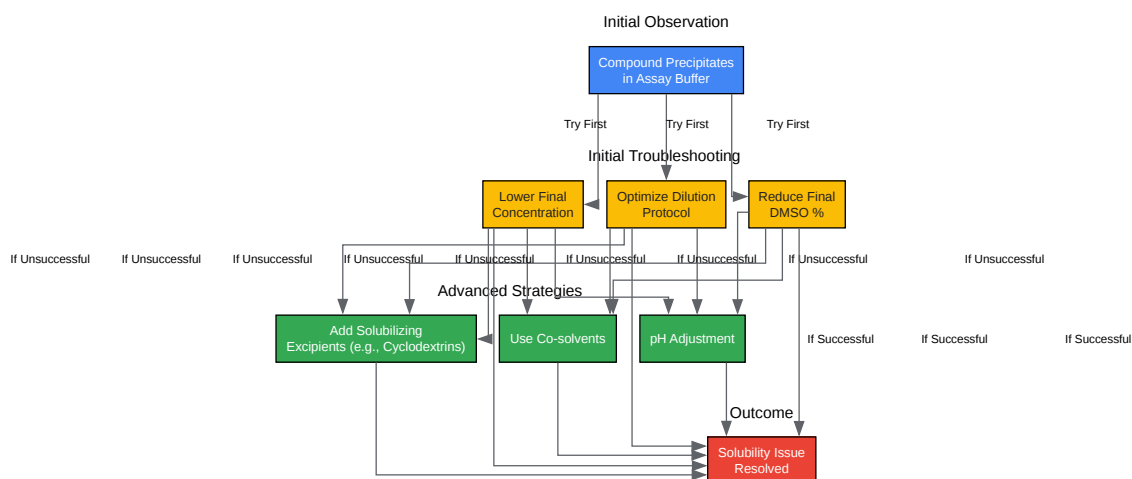 Initial Observation
Compound Precipitates
in Assay Buffer
Try First
Try First
Try First
Initial Troubleshooting
Lower Final
Concentration
Optimize Dilution
Protocol
Reduce Final
DMSO %
If Unsuccessful
If Unsuccessful
If Unsuccessful
If Unsuccessful
If Unsuccessful
If Unsuccessful
If Unsuccessful
If Unsuccessful
If Unsuccessful
Advanced Strategies
Add Solubilizing
Excipients (e.g., Cyclodextrins)
Use Co-solvents
pH Adjustment
If Successful
If Successful
If Successful
Outcome
Solubility Issue
Resolved